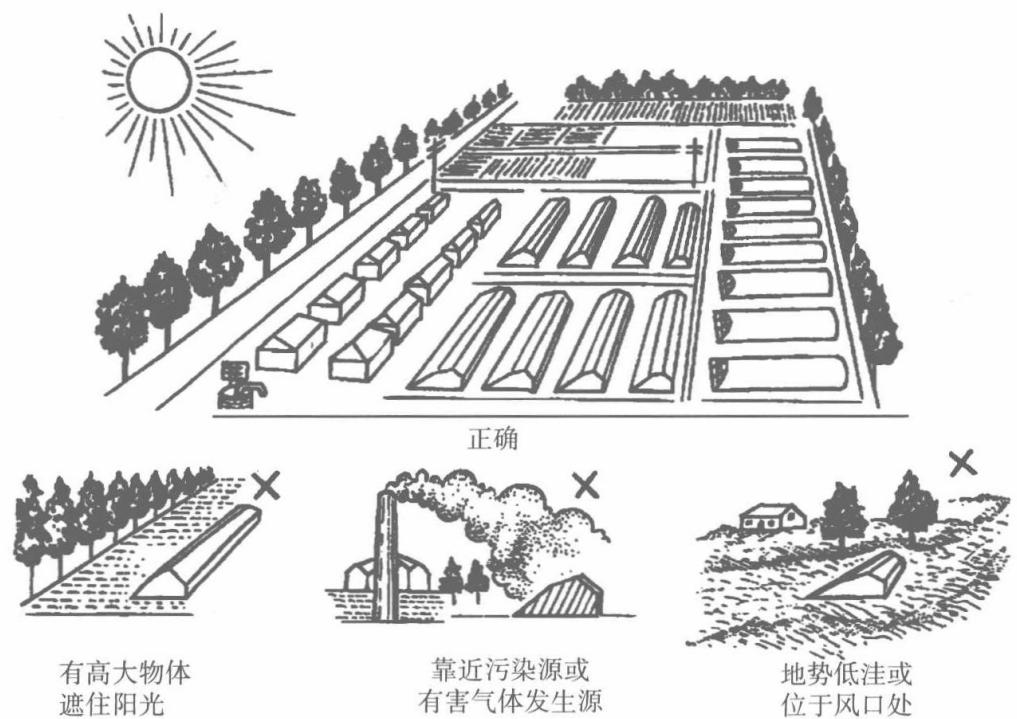 正确
有高大物体
遮住阳光
靠近污染源或
有害气体发生源
地势低洼或
位于风口处